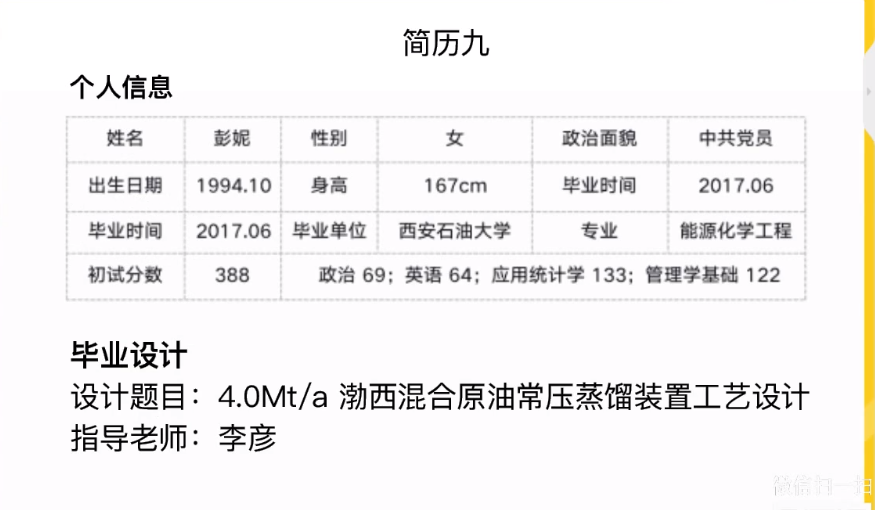 简历九
个人信息
姓名 彭妮 性别 女 政治面貌 中共党员
出生日期 1994.10 身高 167cm 毕业时间 2017.06
毕业时间 2017.06 毕业单位 西安石油大学 专业 能源化学工程
初试分数 388 政治 69；英语 64；应用统计学 133；管理学基础 122
毕业设计
设计题目：4.0Mt/a 渤西混合原油常压蒸馏装置工艺设计
指导老师：李彦
微信扫一扫